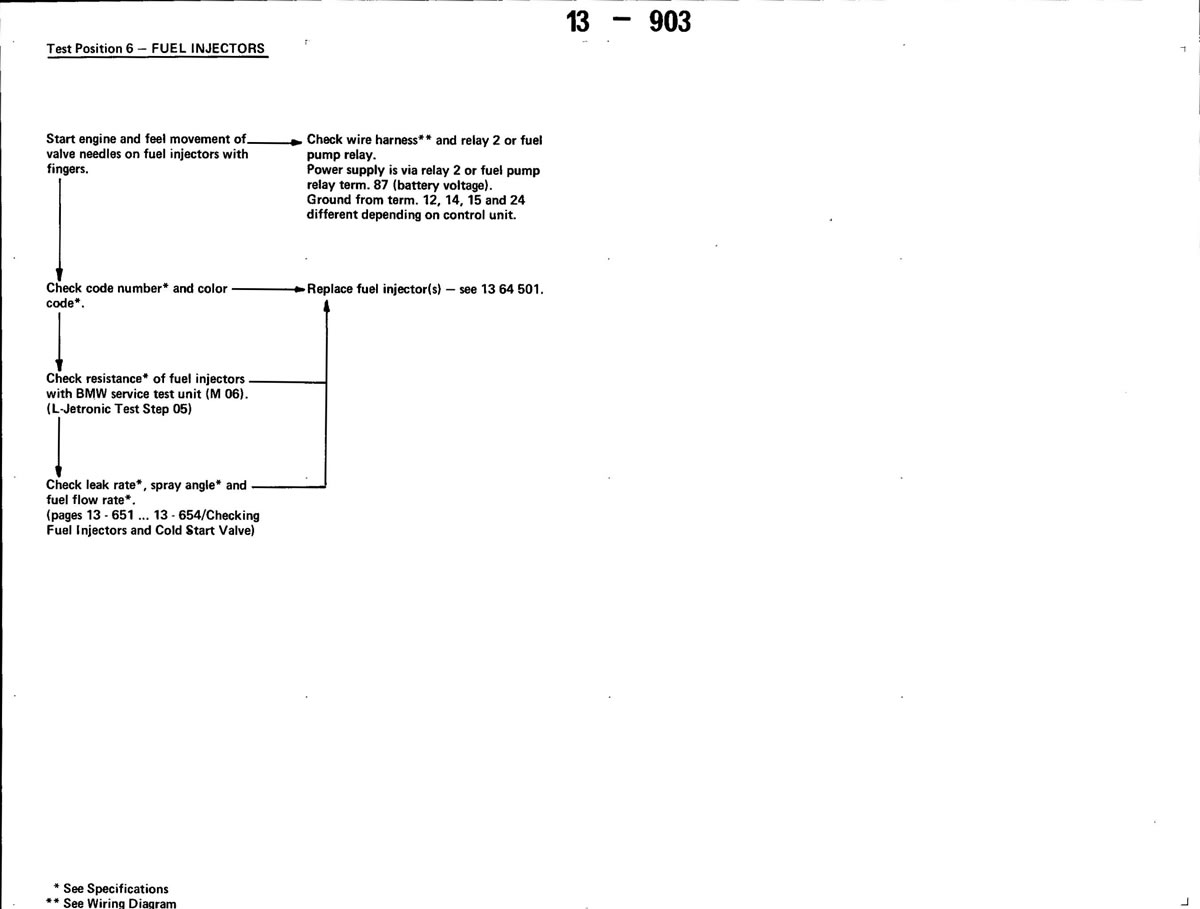 13 – 903
Test Position 6 – FUEL INJECTORS
Start engine and feel movement of
valve needles on fuel injectors with
fingers.
Check wire harness** and relay 2 or fuel
pump relay.
Power supply is via relay 2 or fuel pump
relay term. 87 (battery voltage).
Ground from term. 12, 14, 15 and 24
different depending on control unit.
Check code number* and color
code*.
Replace fuel injector(s) – see 13 64 501.
Check resistance* of fuel injectors
with BMW service test unit (M 06).
(L-Jetronic Test Step 05)
Check leak rate*, spray angle* and
fuel flow rate*.
(pages 13 - 651 ... 13 - 654/Checking
Fuel Injectors and Cold Start Valve)
* See Specifications
** See Wiring Diagram